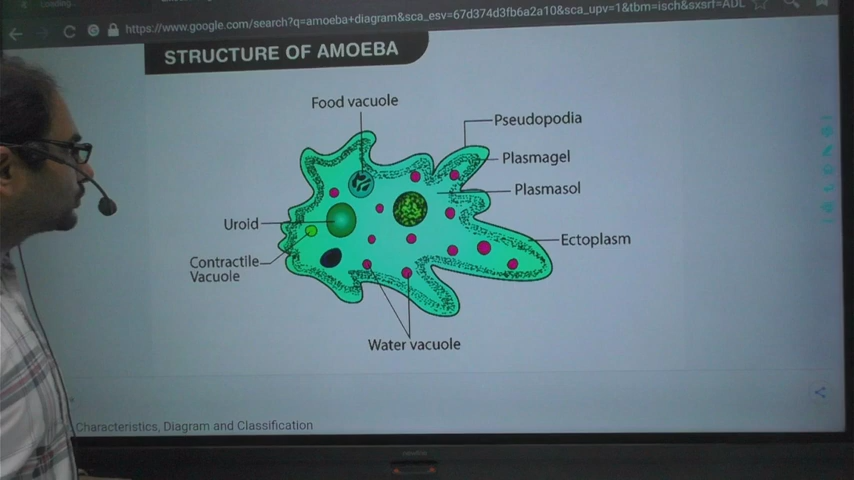 Loading...
https://www.google.com/search?q=amoeba+diagram&sca_esv=67d374d3fb6a2a10&sca_upv=1&tbm=isch&sxsrf=ADL
STRUCTURE OF AMOEBA
Food vacuole
Pseudopodia
Plasmagel
Plasmasol
Uroid
Ectoplasm
Contractile
Vacuole
Water vacuole
Characteristics, Diagram and Classification